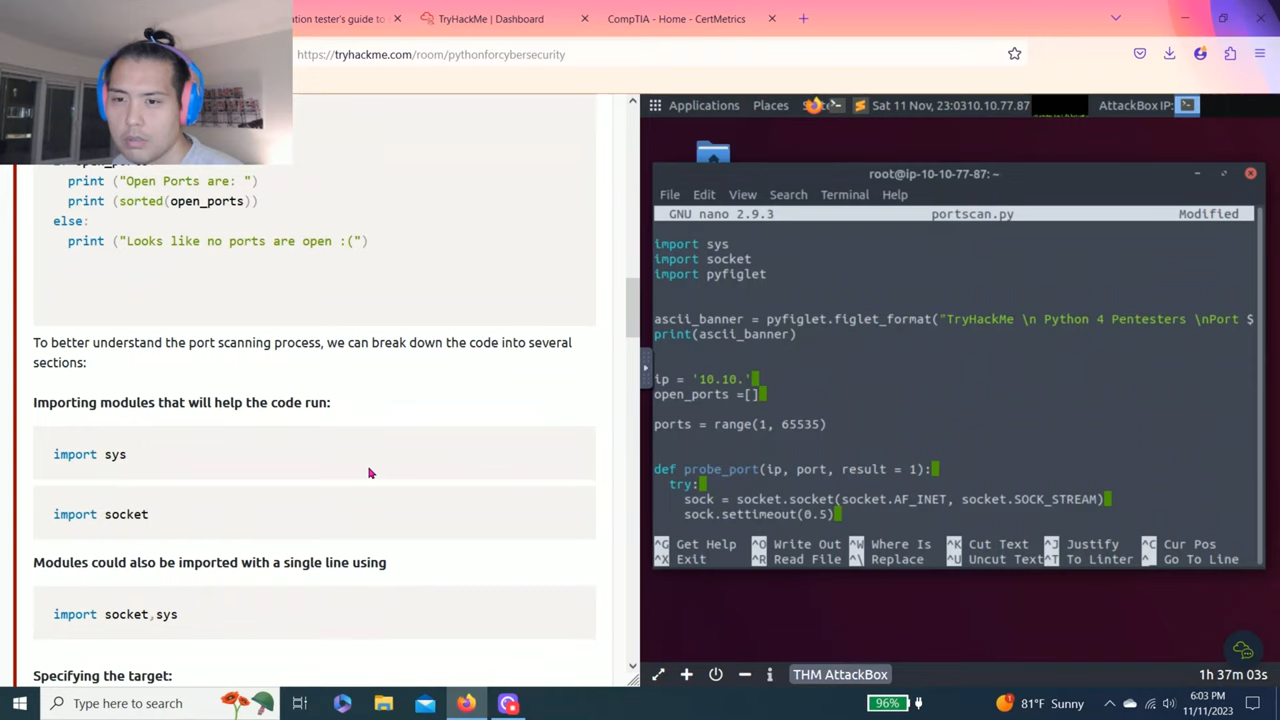 ation tester's guide to
TryHackMe | Dashboard
CompTIA - Home - CertMetrics
https://tryhackme.com/room/pythonforcybersecurity
print ("Open Ports are: ")
print (sorted(open_ports))
else:
print ("Looks like no ports are open :(")
To better understand the port scanning process, we can break down the code into several
sections:
Importing modules that will help the code run:
import sys
import socket
Modules could also be imported with a single line using
import socket,sys
Specifying the target:
Applications Places Sat 11 Nov, 23:03 10.10.77.87 AttackBox IP:
root@ip-10-10-77-87: ~
File Edit View Search Terminal Help
GNU nano 2.9.3 portscan.py Modified
import sys
import socket
import pyfiglet
ascii_banner = pyfiglet.figlet_format("TryHackMe \n Python 4 Pentesters \nPort $
print(ascii_banner)
ip = '10.10.'
open_ports =[]
ports = range(1, 65535)
def probe_port(ip, port, result = 1):
try:
sock = socket.socket(socket.AF_INET, socket.SOCK_STREAM)
sock.settimeout(0.5)
^G Get Help ^O Write Out ^W Where Is ^K Cut Text ^J Justify ^C Cur Pos
^X Exit ^R Read File ^\ Replace ^U Uncut Text ^T To Linter ^_ Go To Line
THM AttackBox
1h 37m 03s
Type here to search
96%
81°F Sunny
6:03 PM
11/11/2023